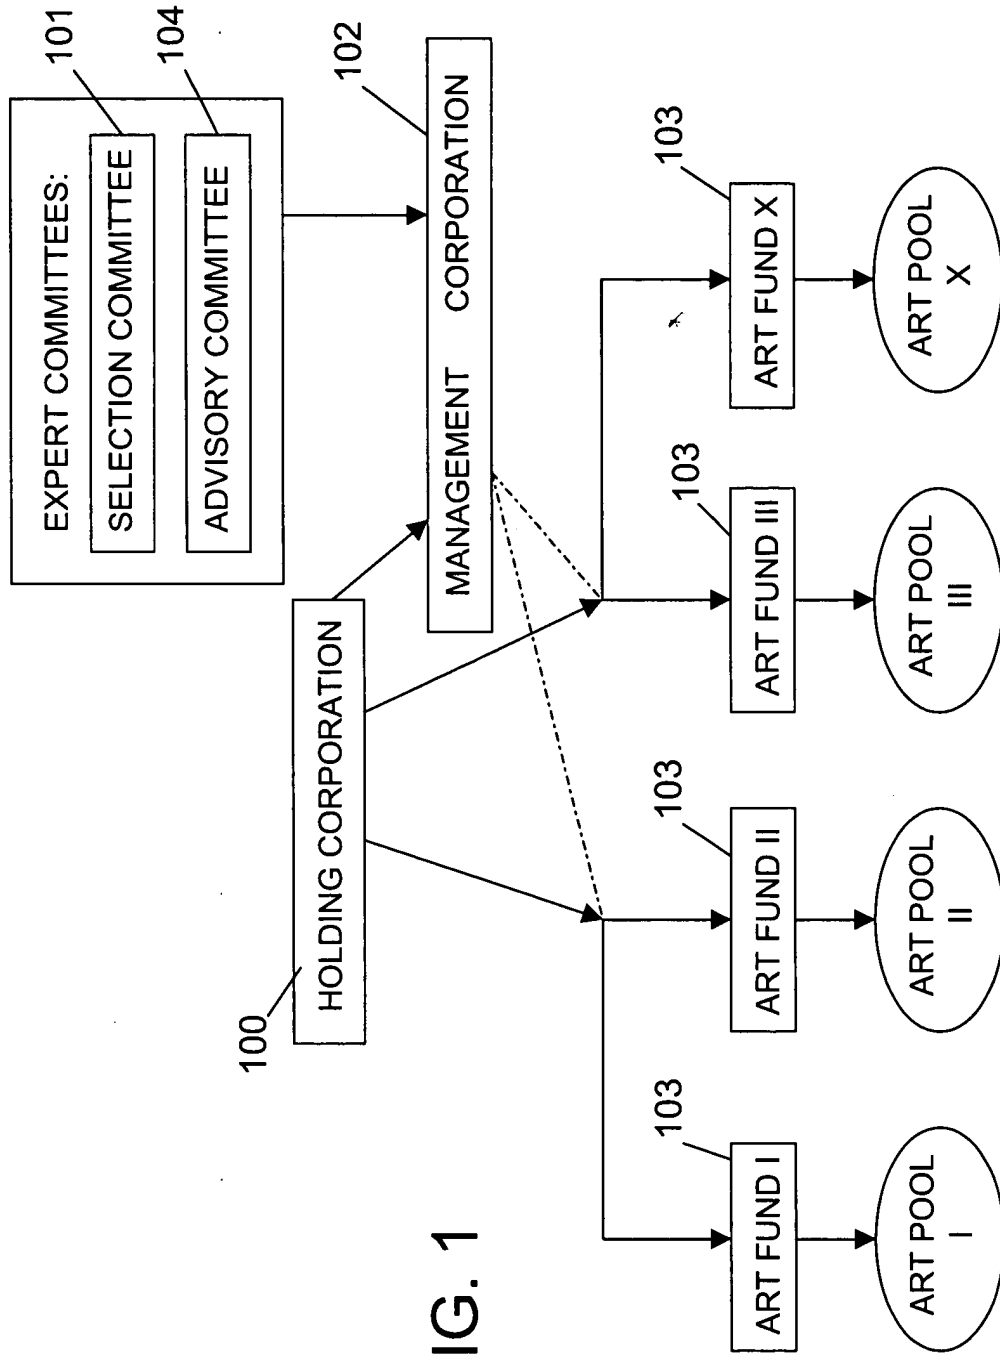 EXPERT COMMITTEES:
101
SELECTION COMMITTEE
104
ADVISORY COMMITTEE
100
HOLDING CORPORATION
102
MANAGEMENT CORPORATION
103
103
103
103
ART FUND I
ART FUND II
ART FUND III
ART FUND X
ART POOL
I
ART POOL
II
ART POOL
III
ART POOL
X
IG. 1